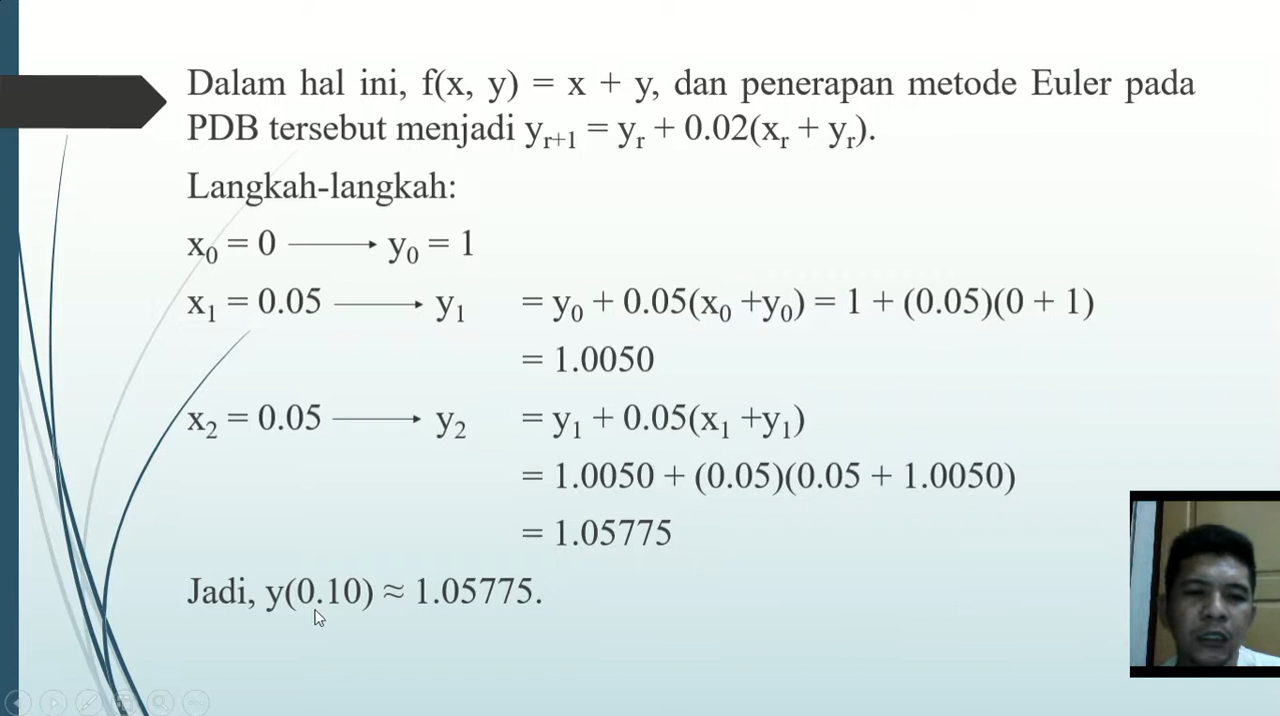 Dalam hal ini, f(x, y) = x + y, dan penerapan metode Euler pada
PDB tersebut menjadi yᵣ₊₁ = yᵣ + 0.02(xᵣ + yᵣ).
Langkah-langkah:
x₀ = 0 ⟶ y₀ = 1
x₁ = 0.05 ⟶ y₁ = y₀ + 0.05(x₀ +y₀) = 1 + (0.05)(0 + 1)
= 1.0050
x₂ = 0.05 ⟶ y₂ = y₁ + 0.05(x₁ +y₁)
= 1.0050 + (0.05)(0.05 + 1.0050)
= 1.05775
Jadi, y(0.10) ≈ 1.05775.